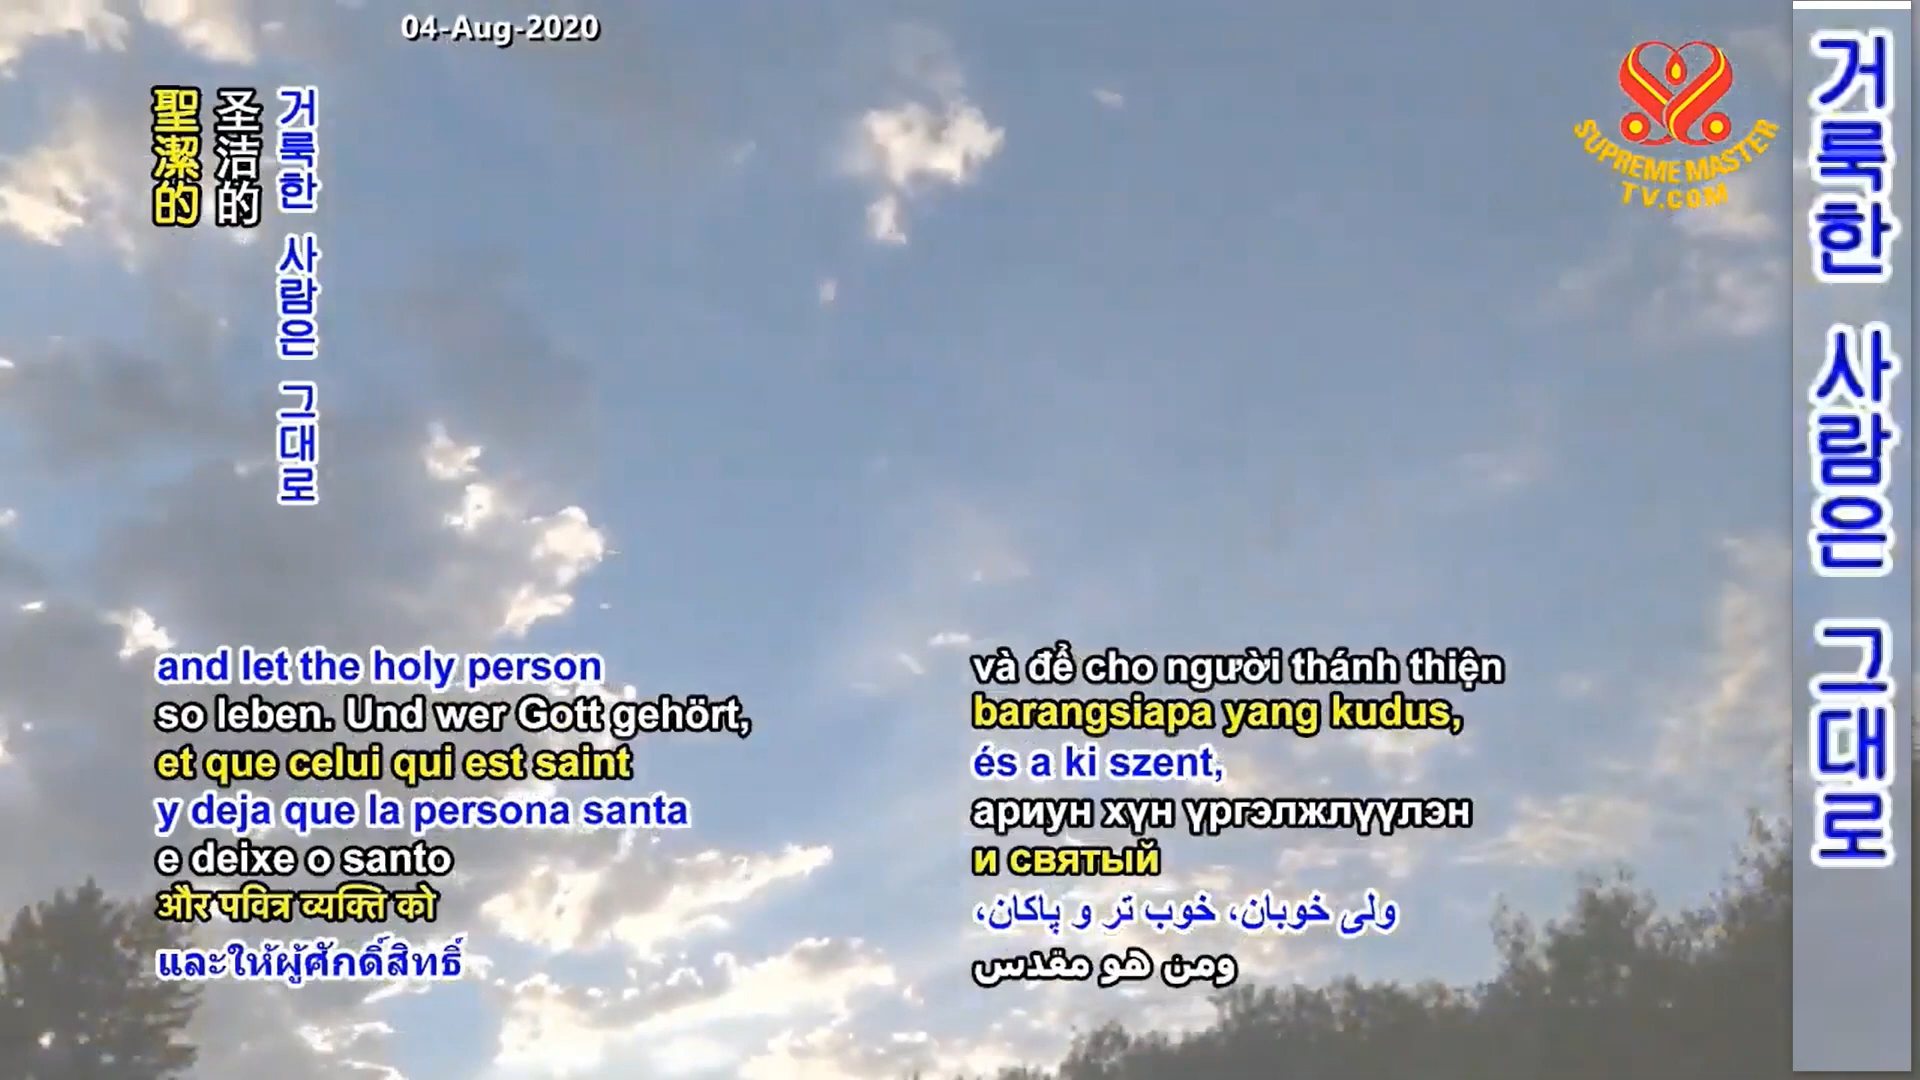 04-Aug-2020
聖潔的
圣洁的
거룩한 사람은 그대로
and let the holy person
so leben. Und wer Gott gehört,
et que celui qui est saint
y deja que la persona santa
e deixe o santo
और पवित्र व्यक्ति को
และให้ผู้ศักดิ์สิทธิ์
và để cho người thánh thiện
barangsiapa yang kudus,
és a ki szent,
ариун хүн үргэлжлүүлэн
и святый
ولی خوبان، خوب تر و پاکان،
ومن هو مقدس
SUPREME MASTER
TV.COM
거룩한 사람은 그대로